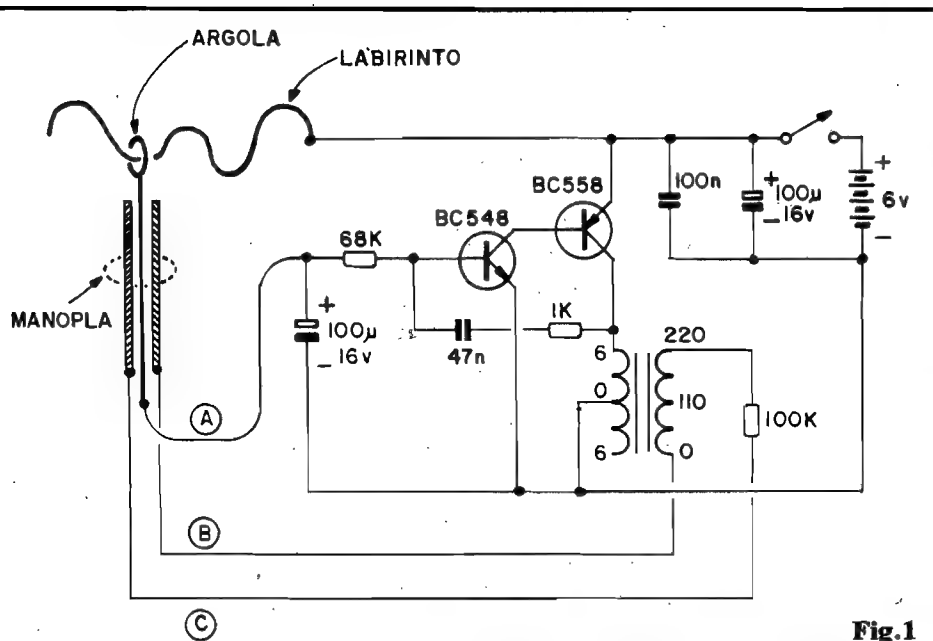 ARGOLA
LABIRINTO
BC558
100n
+
100µ
16v
+
6v
BC548
68K
MANOPLA
+
100µ
16v
47n
1K
6
0
6
220
110
0
100K
A
B
C
Fig.1